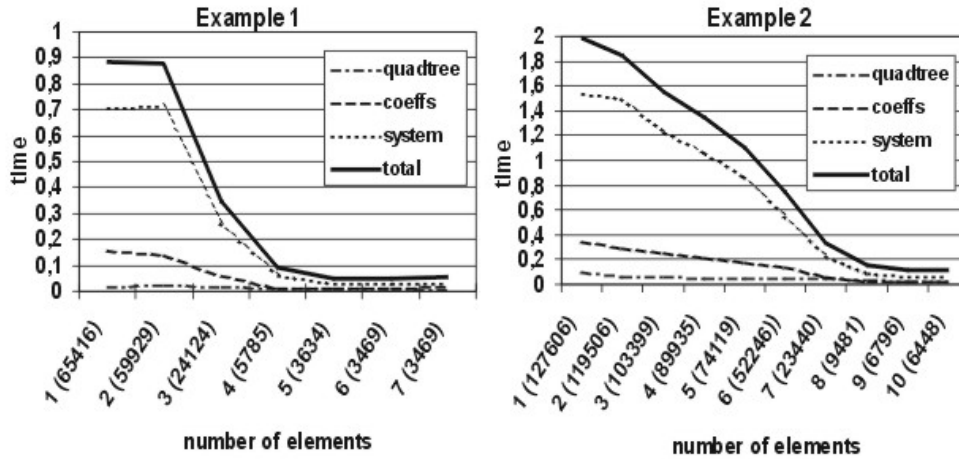 Example 1
1
0,9
0,8
0,7
0,6
0,5
0,4
0,3
0,2
0,1
0
time
quadtree
coeffs
system
total
1 (65416)
2 (59929)
3 (24124)
4 (5785)
5 (3634)
6 (3469)
7 (3469)
number of elements
Example 2
2
1,8
1,6
1,4
1,2
1
0,8
0,6
0,4
0,2
0
time
quadtree
coeffs
system
total
1 (127606)
2 (119506)
3 (103399)
4 (89935)
5 (74119)
6 (52246))
7 (23440)
8 (9481)
9 (6796)
10 (6448)
number of elements